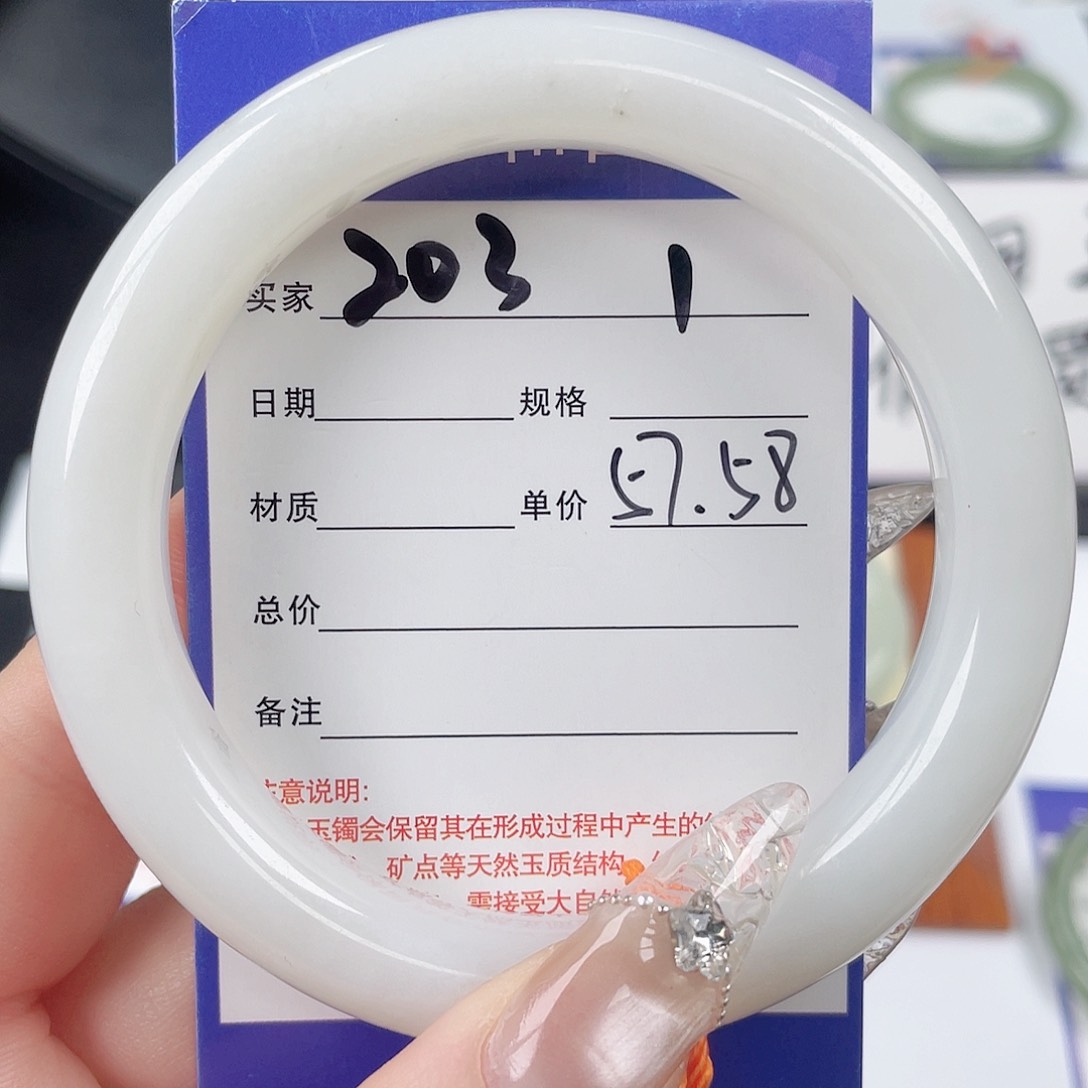 买家 203 1
日期 规格
材质 单价 57.58
总价
备注
注意说明:
玉镯会保留其在形成过程中产生的
矿点等天然玉质结构
需接受大自